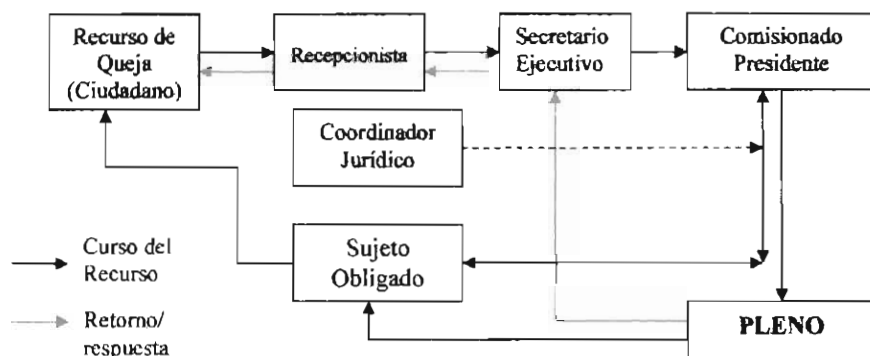 Recurso de
Queja
(Ciudadano)
Recepcionista
Secretario
Ejecutivo
Comisionado
Presidente
Coordinador
Jurídico
Sujeto
Obligado
Curso del
Recurso
Retorno/
respuesta
PLENO